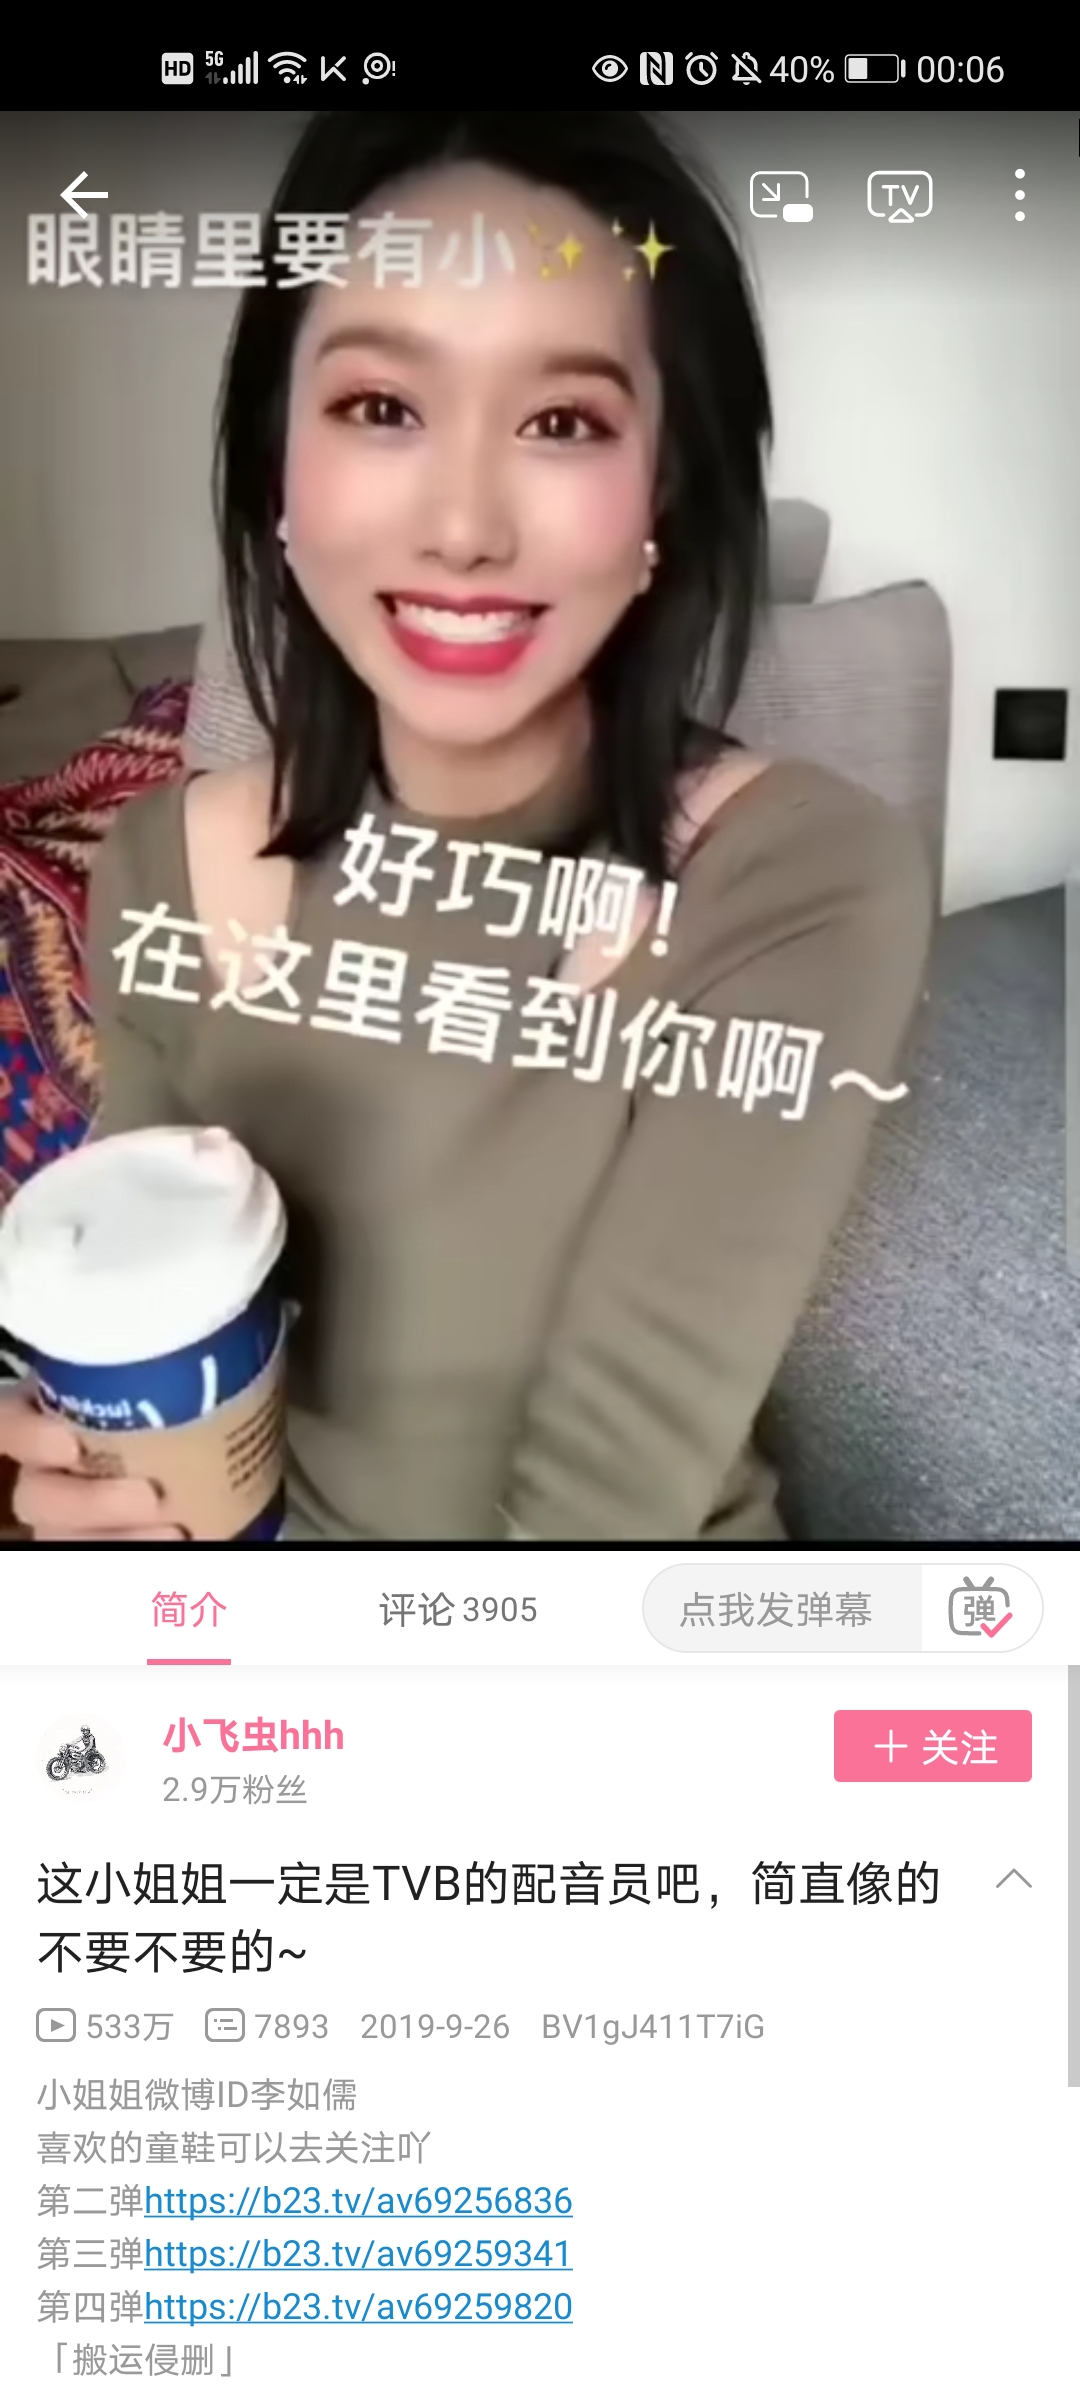 HD 5G 40% 00:06
TV
眼睛里要有小✨✨
好巧啊!
在这里看到你啊～
简介 评论 3905 点我发弹幕 弹
小飞虫hhh
2.9万粉丝
+ 关注
这小姐姐一定是TVB的配音员吧，简直像的
不要不要的~
533万 7893 2019-9-26 BV1gJ411T7iG
小姐姐微博ID李如儒
喜欢的童鞋可以去关注吖
第二弹https://b23.tv/av69256836
第三弹https://b23.tv/av69259341
第四弹https://b23.tv/av69259820
「搬运侵删」